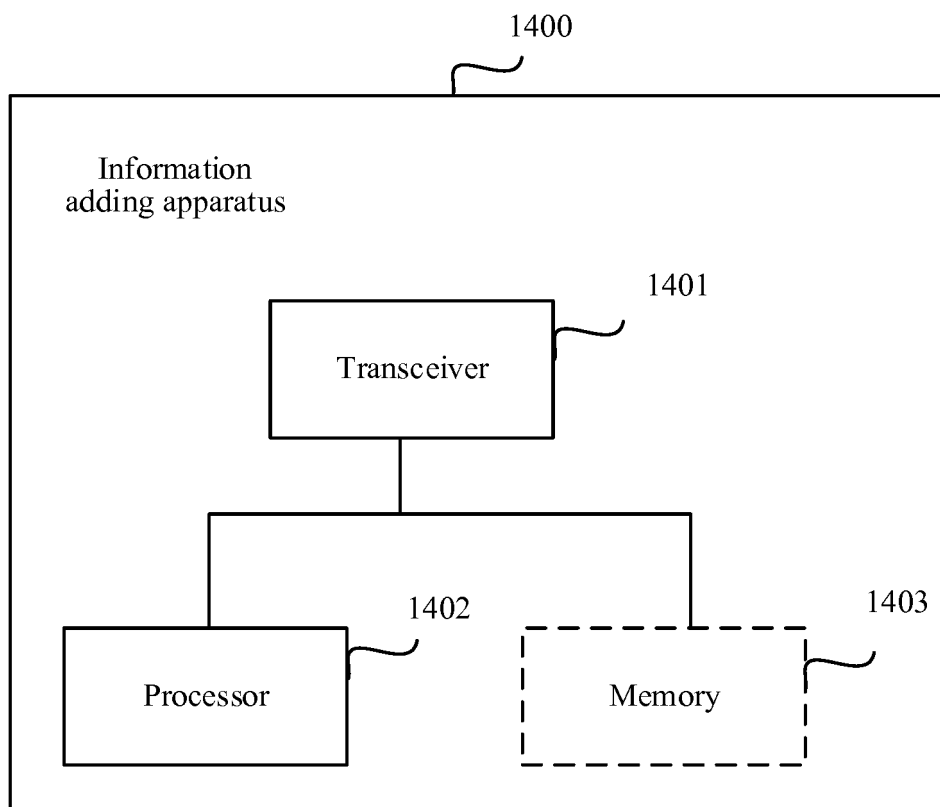 1400
Information
adding apparatus
1401
Transceiver
1402
1403
Processor
Memory